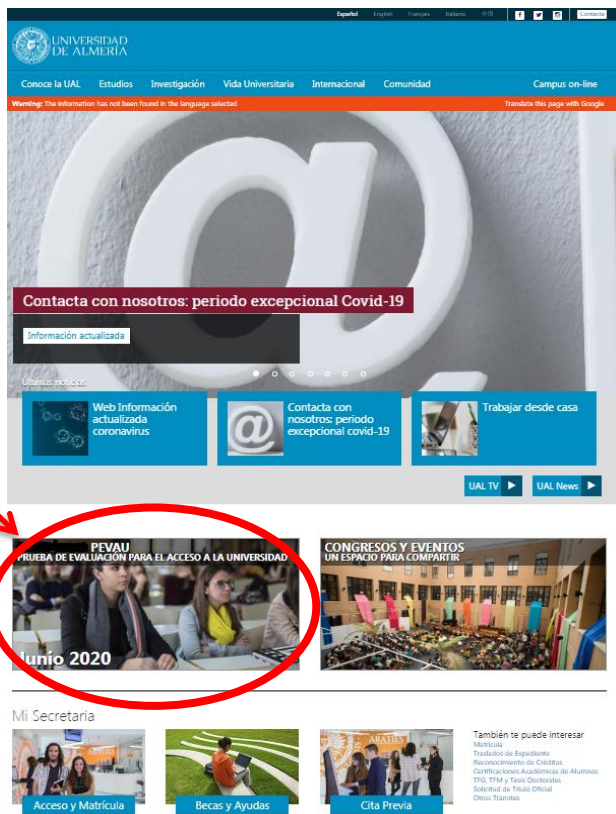 Español English Français Italiano 中国 Contacta
UNIVERSIDAD
DE ALMERÍA
Conoce la UAL Estudios Investigación Vida Universitaria Internacional Comunidad Campus on-line
Warning: The information has not been found in the language selected Translate this page with Google
Contacta con nosotros: periodo excepcional Covid-19
Información actualizada
Últimas noticias
Web Información
actualizada
coronavirus
Contacta con
nosotros: periodo
excepcional covid-19
Trabajar desde casa
UAL TV UAL News
PEVAU
PRUEBA DE EVALUACIÓN PARA EL ACCESO A LA UNIVERSIDAD
Junio 2020
CONGRESOS Y EVENTOS
UN ESPACIO PARA COMPARTIR
Mi Secretaría
Acceso y Matrícula
Becas y Ayudas
Cita Previa
También te puede interesar
Matrícula
Traslados de Expediente
Reconocimiento de Créditos
Certificaciones Académicas de Alumnos
TFG, TFM y Tesis Doctorales
Solicitud de Título Oficial
Otros Trámites